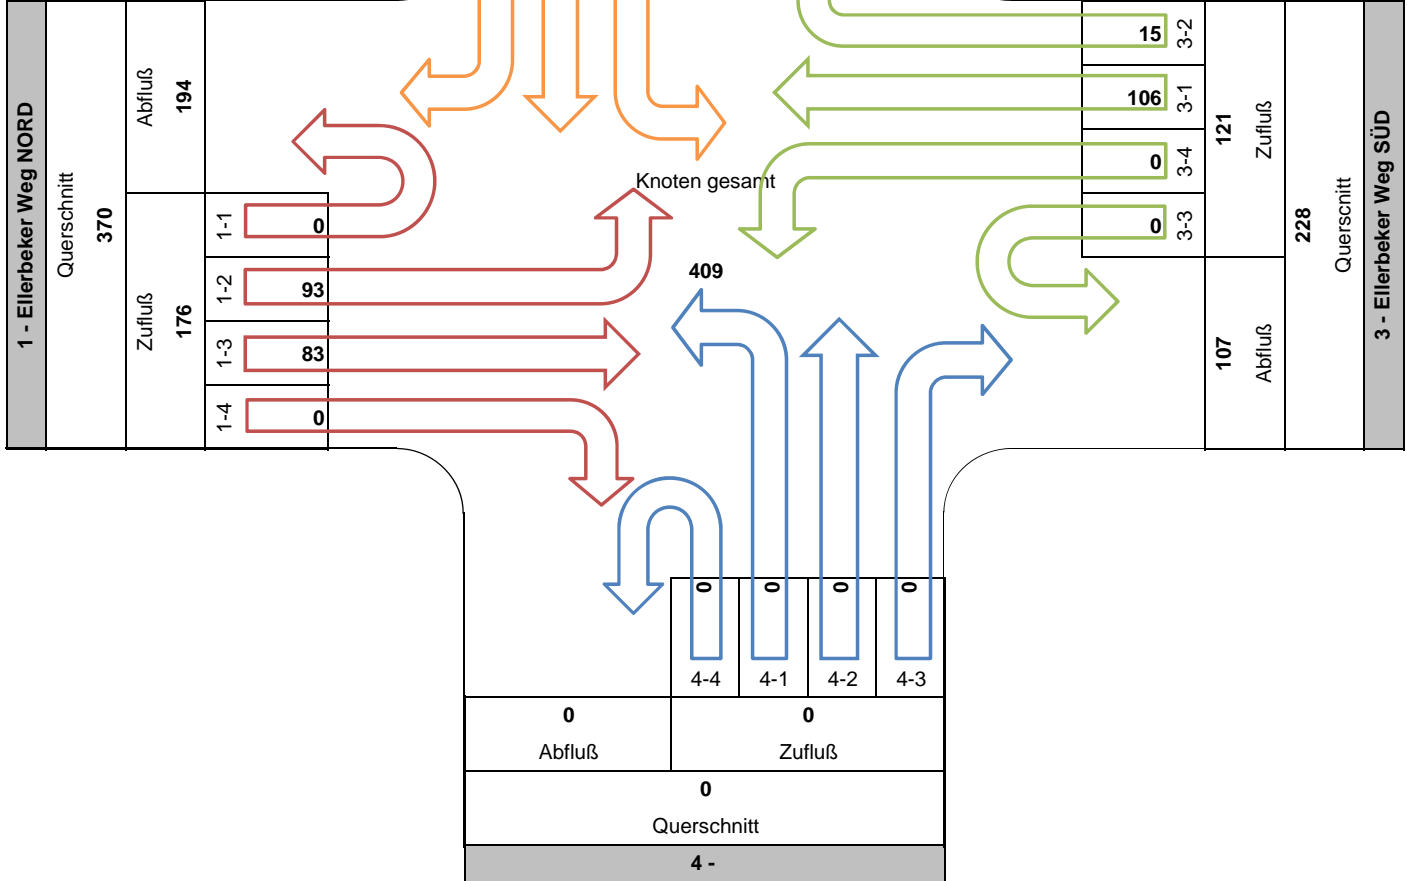 1 - Ellerbeker Weg NORD
Querschnitt
370
Abfluß
194
Zufluß
176
1-1
0
1-2
93
1-3
83
1-4
0
Knoten gesamt
409
15
3-2
106
3-1
0
3-4
0
3-3
121
Zufluß
107
Abfluß
228
Querscnitt
3 - Ellerbeker Weg SÜD
0
0
0
0
4-4
4-1
4-2
4-3
0
0
Abfluß
Zufluß
0
Querschnitt
4 -